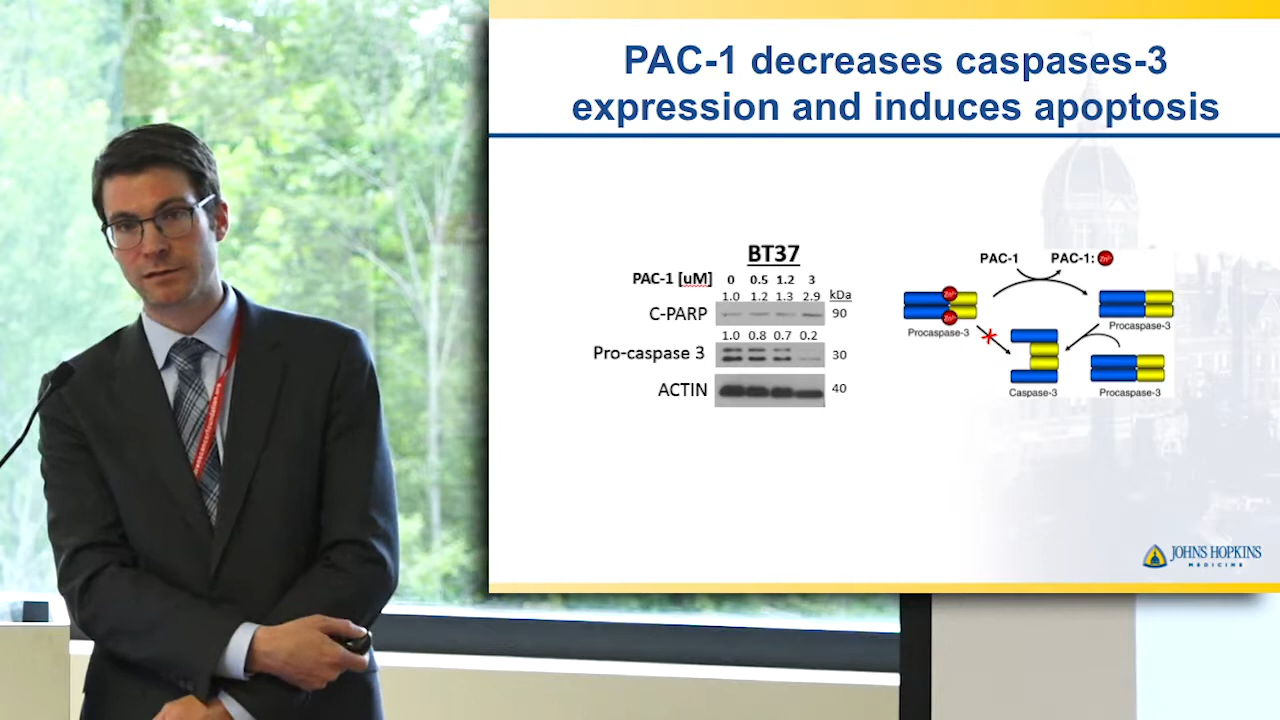 PAC-1 decreases caspases-3
expression and induces apoptosis
BT37
PAC-1 [uM] 0 0.5 1.2 3
1.0 1.2 1.3 2.9 kDa
C-PARP 90
1.0 0.8 0.7 0.2
Pro-caspase 3 30
ACTIN 40
PAC-1 PAC-1: Zn²⁺
Zn²⁺
Zn²⁺
Procaspase-3
Procaspase-3
Caspase-3
Procaspase-3
JOHNS HOPKINS
MEDICINE